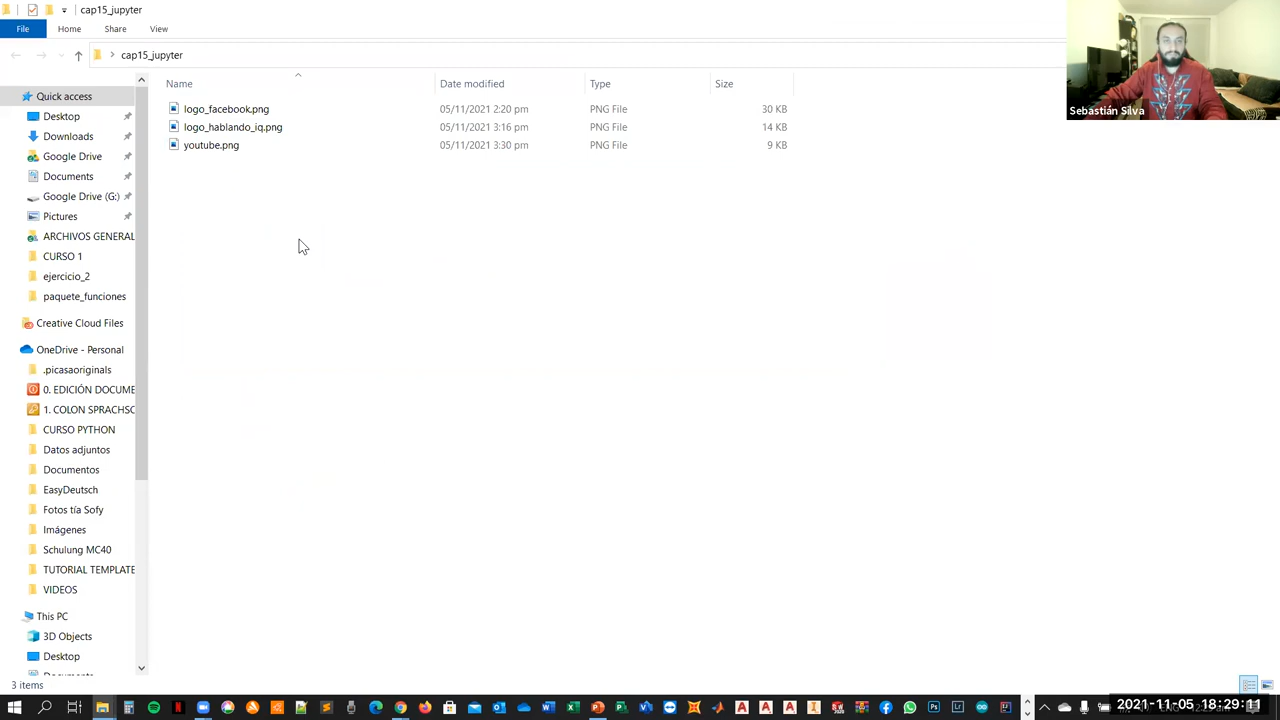 cap15_jupyter
File Home Share View
cap15_jupyter
Name Date modified Type Size
logo_facebook.png 05/11/2021 2:20 pm PNG File 30 KB
logo_hablando_iq.png 05/11/2021 3:16 pm PNG File 14 KB
youtube.png 05/11/2021 3:30 pm PNG File 9 KB
Sebastián Silva
Quick access
Desktop
Downloads
Google Drive
Documents
Google Drive (G:)
Pictures
ARCHIVOS GENERAL
CURSO 1
ejercicio_2
paquete_funciones
Creative Cloud Files
OneDrive - Personal
.picasaoriginals
0. EDICIÓN DOCUME
1. COLON SPRACHSC
CURSO PYTHON
Datos adjuntos
Documentos
EasyDeutsch
Fotos tía Sofy
Imágenes
Schulung MC40
TUTORIAL TEMPLATE
VIDEOS
This PC
3D Objects
Desktop
3 items
2021-11-05 18:29:11